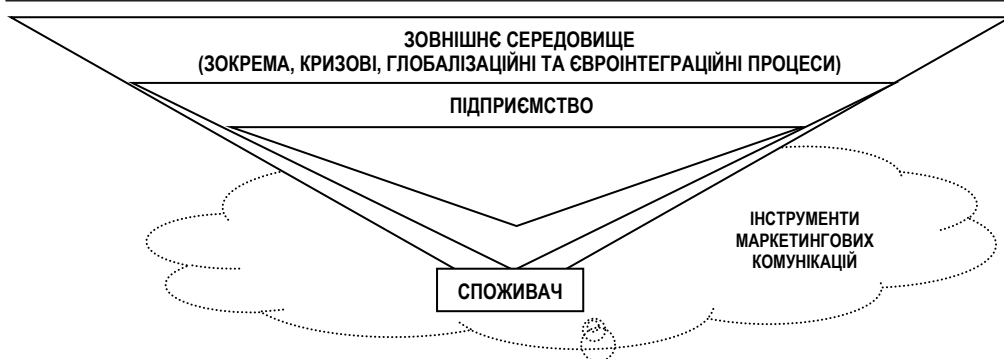 ЗОВНІШНЄ СЕРЕДОВИЩЕ
(ЗОКРЕМА, КРИЗОВІ, ГЛОБАЛІЗАЦІЙНІ ТА ЄВРОІНТЕГРАЦІЙНІ ПРОЦЕСИ)
ПІДПРИЄМСТВО
ІНСТРУМЕНТИ
МАРКЕТИНГОВИХ
КОМУНІКАЦІЙ
СПОЖИВАЧ